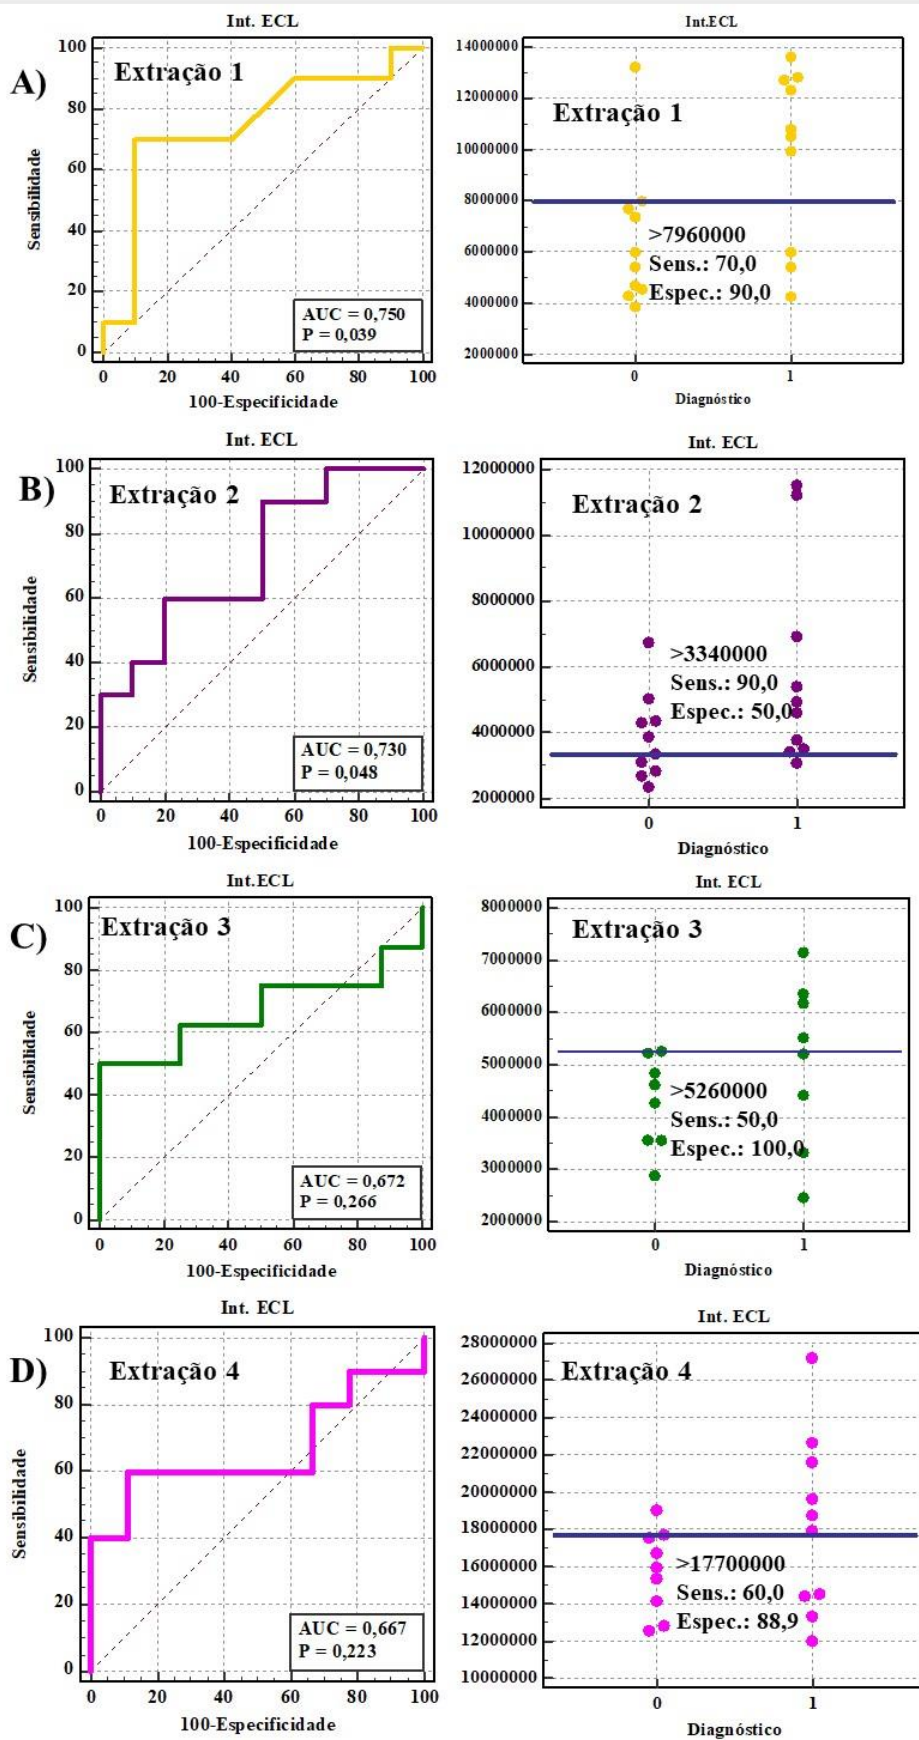 A)
Int. ECL
Extração 1
Sensibilidade
100
80
60
40
20
0
AUC = 0,750
P = 0,039
0 20 40 60 80 100
100-Especificidade
Int.ECL
Extração 1
14000000
12000000
10000000
8000000
6000000
4000000
2000000
>7960000
Sens.: 70,0
Espec.: 90,0
0 1
Diagnóstico
B)
Int. ECL
Extração 2
Sensibilidade
100
80
60
40
20
0
AUC = 0,730
P = 0,048
0 20 40 60 80 100
100-Especificidade
Int. ECL
Extração 2
12000000
10000000
8000000
6000000
4000000
2000000
>3340000
Sens.: 90,0
Espec.: 50,0
0 1
Diagnóstico
C)
Int.ECL
Extração 3
Sensibilidade
100
80
60
40
20
0
AUC = 0,672
P = 0,266
0 20 40 60 80 100
100-Especificidade
Int. ECL
Extração 3
8000000
7000000
6000000
5000000
4000000
3000000
2000000
>5260000
Sens.: 50,0
Espec.: 100,0
0 1
Diagnóstico
D)
Int. ECL
Extração 4
Sensibilidade
100
80
60
40
20
0
AUC = 0,667
P = 0,223
0 20 40 60 80 100
100-Especificidade
Int. ECL
Extração 4
28000000
26000000
24000000
22000000
20000000
18000000
16000000
14000000
12000000
10000000
>17700000
Sens.: 60,0
Espec.: 88,9
0 1
Diagnóstico